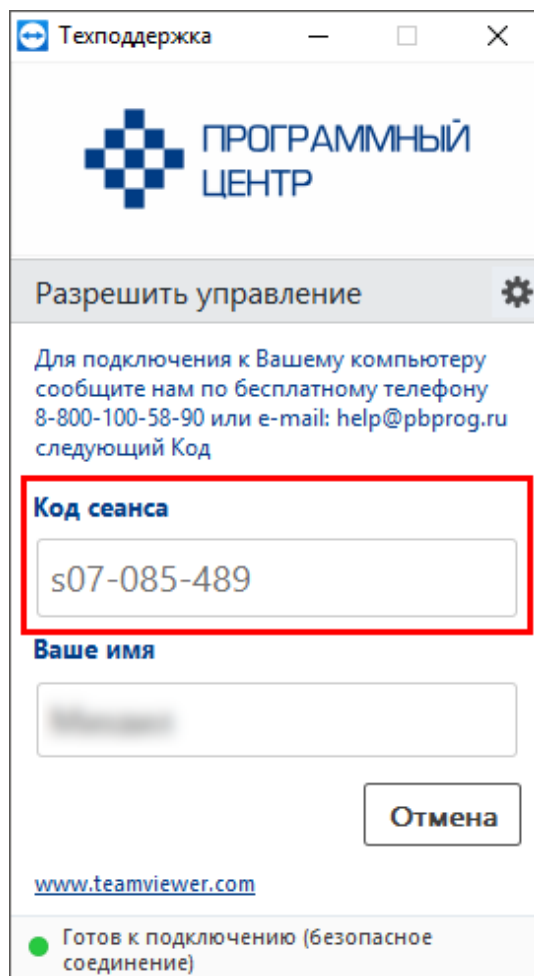 Техподдержка
ПРОГРАММНЫЙ
ЦЕНТР
Разрешить управление
Для подключения к Вашему компьютеру
сообщите нам по бесплатному телефону
8-800-100-58-90 или e-mail: help@pbprog.ru
следующий Код
Код сеанса
s07-085-489
Ваше имя
Отмена
www.teamviewer.com
Готов к подключению (безопасное
соединение)